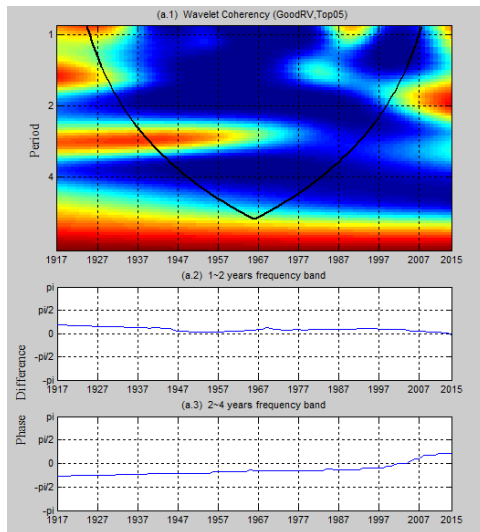 (a.1) Wavelet Coherency (GoodRV,Top05)
Period
1
2
4
1917 1927 1937 1947 1957 1967 1977 1987 1997 2007 2015
(a.2) 1~2 years frequency band
pi
pi/2
0
-pi/2
-pi
1917 1927 1937 1947 1957 1967 1977 1987 1997 2007 2015
Phase Difference
(a.3) 2~4 years frequency band
pi
pi/2
0
-pi/2
-pi
1917 1927 1937 1947 1957 1967 1977 1987 1997 2007 2015